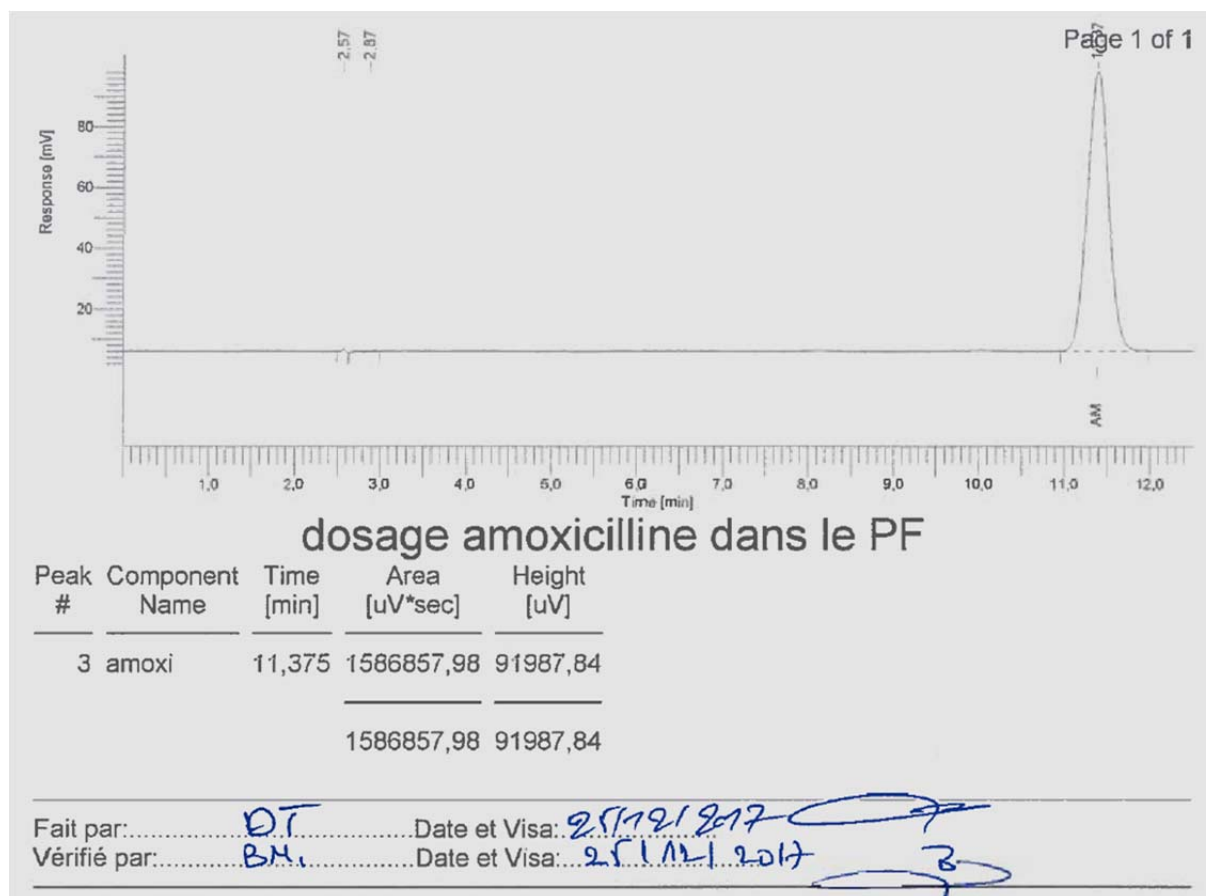 -2,57
-2,87
Page 1 of 1
Response [mV]
80
60
40
20
AM
1,0 2,0 3,0 4,0 5,0 6,0 7,0 8,0 9,0 10,0 11,0 12,0
Time [min]
dosage amoxicilline dans le PF
Peak Component Time Area Height
# Name [min] [uV*sec] [uV]
3 amoxi 11,375 1586857,98 91987,84
1586857,98 91987,84
Fait par:..............DT..............Date et Visa: 25/12/2017
Vérifié par:..........B.M...............Date et Visa:..25/12/2017 B